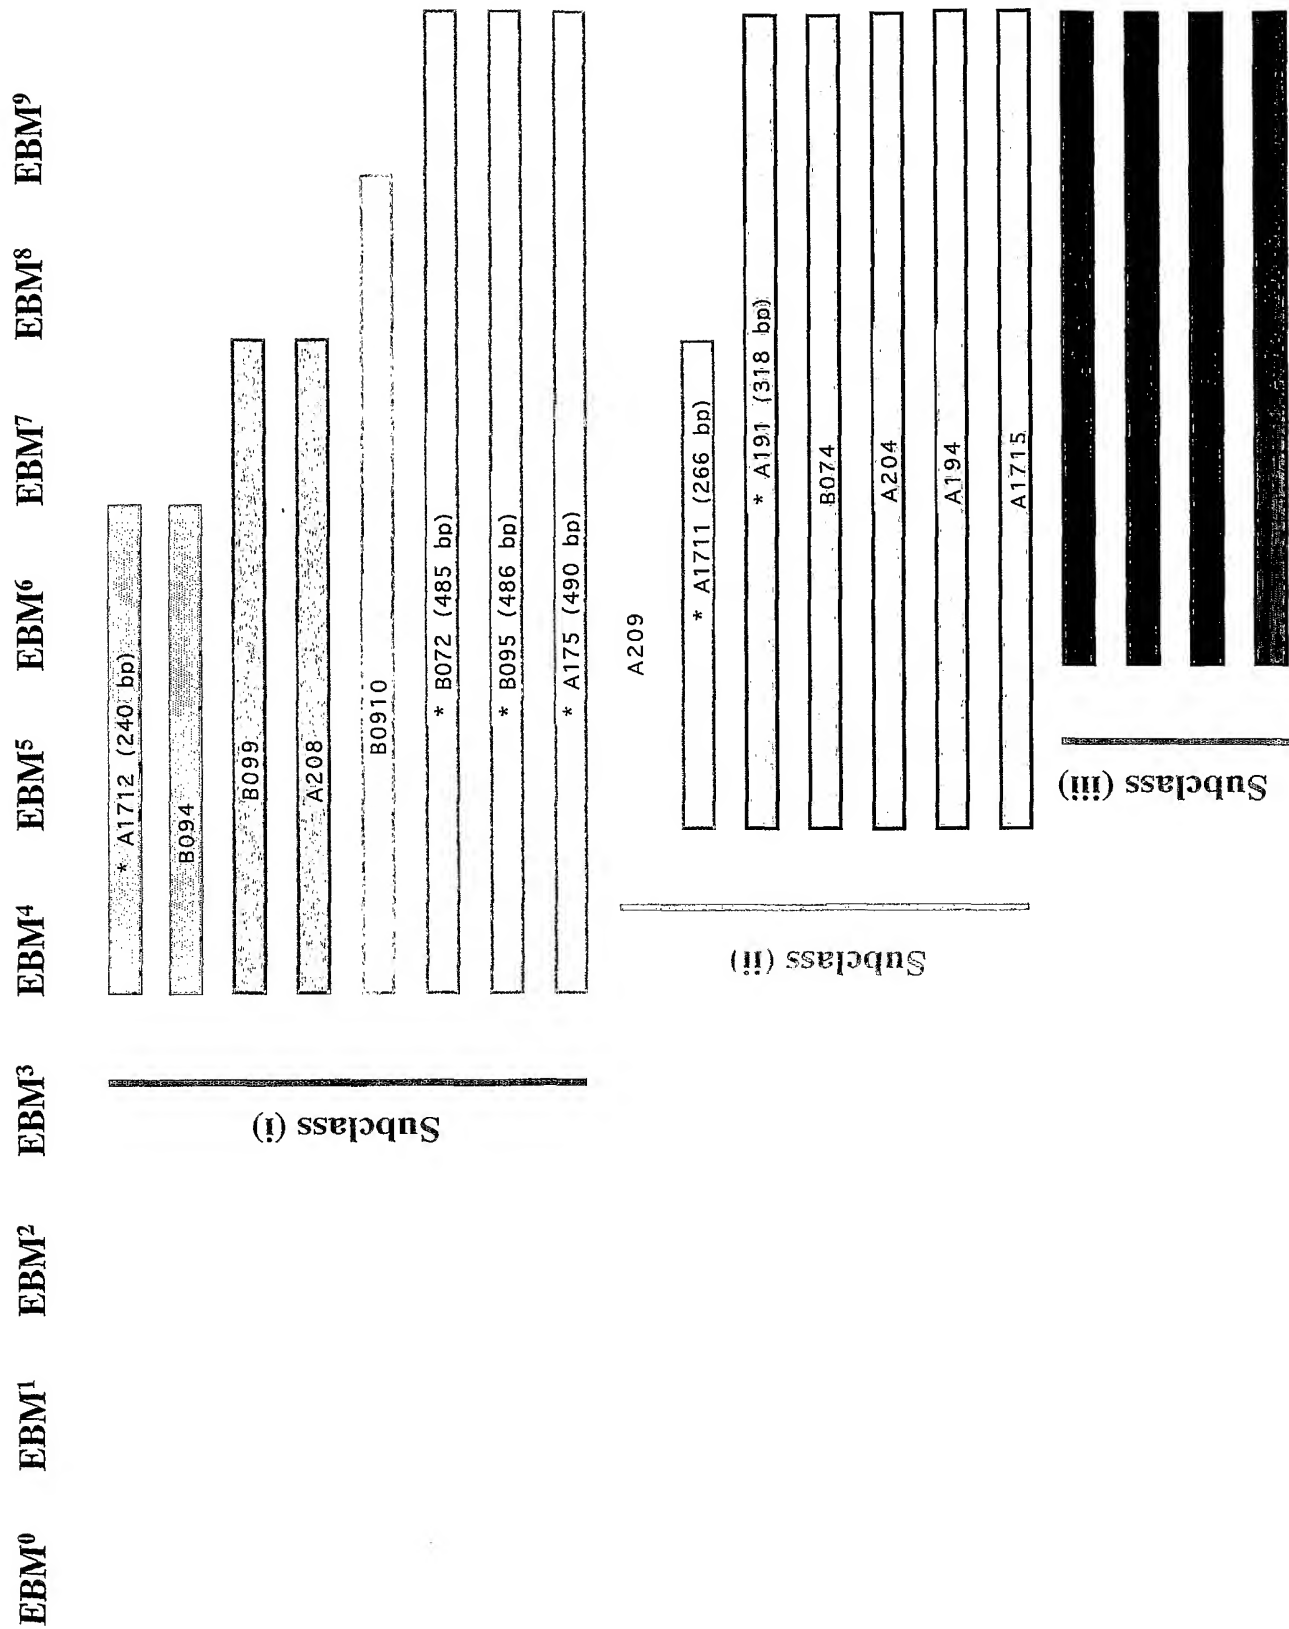 EBM⁰ EBM¹ EBM² EBM³ EBM⁴ EBM⁵ EBM⁶ EBM⁷ EBM⁸ EBM⁹
* A1712 (240 bp)
B094
B099
A208
B0910
* B072 (485 bp)
* B095 (486 bp)
* A175 (490 bp)
Subclass (i)
A209
* A1711 (266 bp)
* A191 (318 bp)
B074
A204
A194
A1715
Subclass (ii)
Subclass (iii)